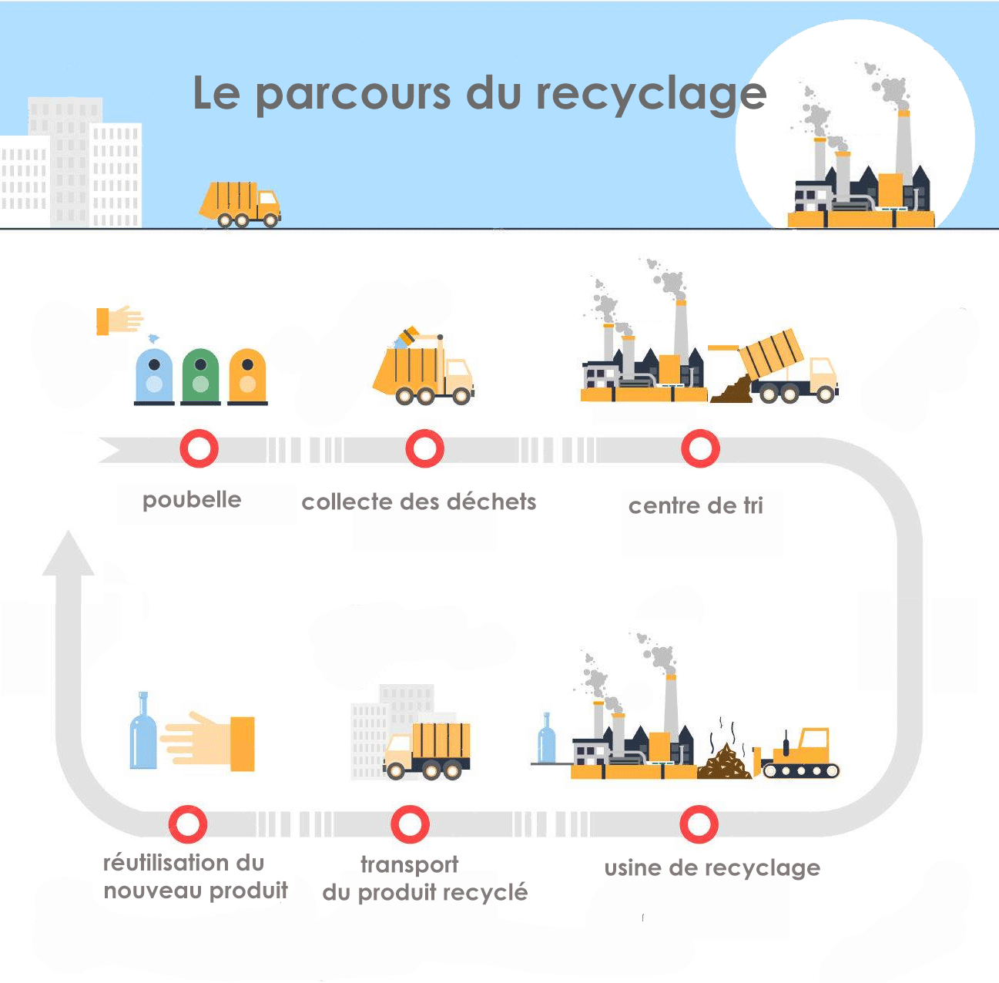 Le parcours du recyclage
poubelle
collecte des déchets
centre de tri
réutilisation du
nouveau produit
transport
du produit recyclé
usine de recyclage